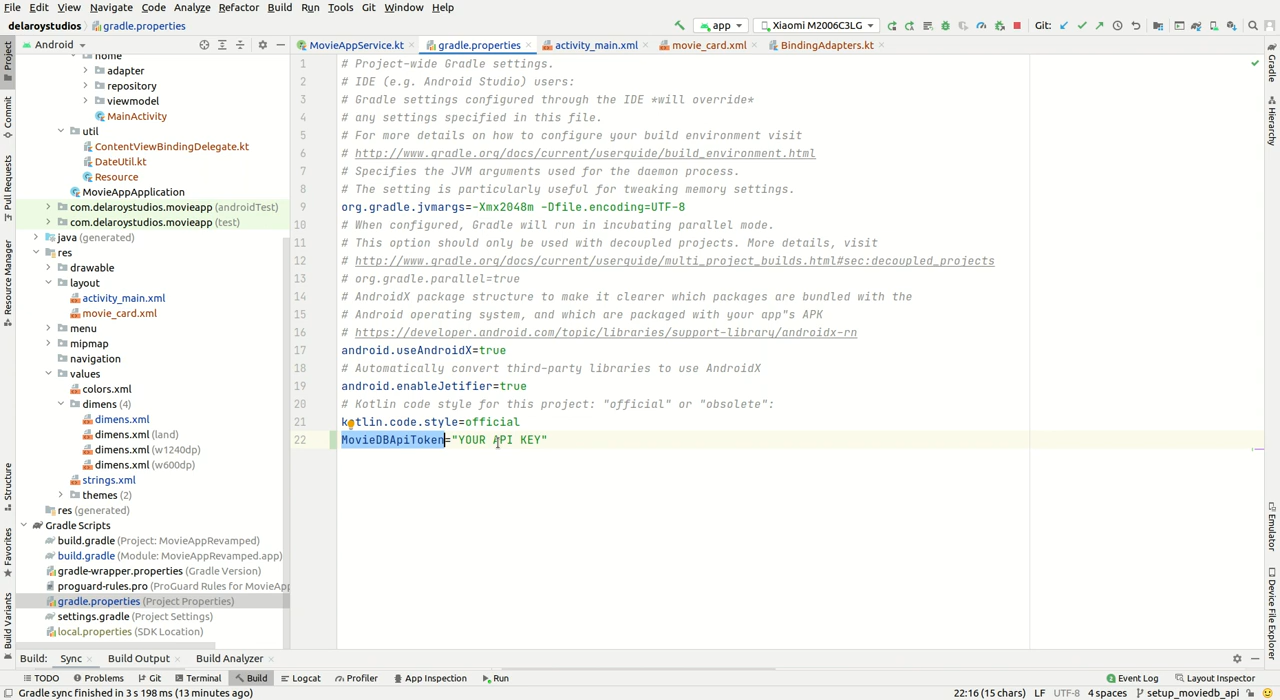 File Edit View Navigate Code Analyze Refactor Build Run Tools Git Window Help
delaroystudios gradle.properties app Xiaomi M2006C3LG Git:
Android
MovieAppService.kt gradle.properties activity_main.xml movie_card.xml BindingAdapters.kt
Project
Commit
Pull Requests
Resource Manager
Structure
Favorites
Build Variants
home
adapter
repository
viewmodel
MainActivity
util
ContentViewBindingDelegate.kt
DateUtil.kt
Resource
MovieAppApplication
com.delaroystudios.movieapp (androidTest)
com.delaroystudios.movieapp (test)
java (generated)
res
drawable
layout
activity_main.xml
movie_card.xml
menu
mipmap
navigation
values
colors.xml
dimens (4)
dimens.xml
dimens.xml (land)
dimens.xml (w1240dp)
dimens.xml (w600dp)
strings.xml
themes (2)
res (generated)
Gradle Scripts
build.gradle (Project: MovieAppRevamped)
build.gradle (Module: MovieAppRevamped.app)
gradle-wrapper.properties (Gradle Version)
proguard-rules.pro (ProGuard Rules for MovieApp
gradle.properties (Project Properties)
settings.gradle (Project Settings)
local.properties (SDK Location)
1 # Project-wide Gradle settings.
2 # IDE (e.g. Android Studio) users:
3 # Gradle settings configured through the IDE *will override*
4 # any settings specified in this file.
5 # For more details on how to configure your build environment visit
6 # http://www.gradle.org/docs/current/userguide/build_environment.html
7 # Specifies the JVM arguments used for the daemon process.
8 # The setting is particularly useful for tweaking memory settings.
9 org.gradle.jvmargs=-Xmx2048m -Dfile.encoding=UTF-8
10 # When configured, Gradle will run in incubating parallel mode.
11 # This option should only be used with decoupled projects. More details, visit
12 # http://www.gradle.org/docs/current/userguide/multi_project_builds.html#sec:decoupled_projects
13 # org.gradle.parallel=true
14 # AndroidX package structure to make it clearer which packages are bundled with the
15 # Android operating system, and which are packaged with your app"s APK
16 # https://developer.android.com/topic/libraries/support-library/androidx-rn
17 android.useAndroidX=true
18 # Automatically convert third-party libraries to use AndroidX
19 android.enableJetifier=true
20 # Kotlin code style for this project: "official" or "obsolete":
21 kotlin.code.style=official
22 MovieDBApiToken="YOUR API KEY"
Gradle
Hierarchy
Emulator
Device File Explorer
Build: Sync Build Output Build Analyzer
TODO Problems Git Terminal Build Logcat Profiler App Inspection Run Event Log Layout Inspector
Gradle sync finished in 3 s 198 ms (13 minutes ago) 22:16 (15 chars) LF UTF-8 4 spaces setup_moviedb_api